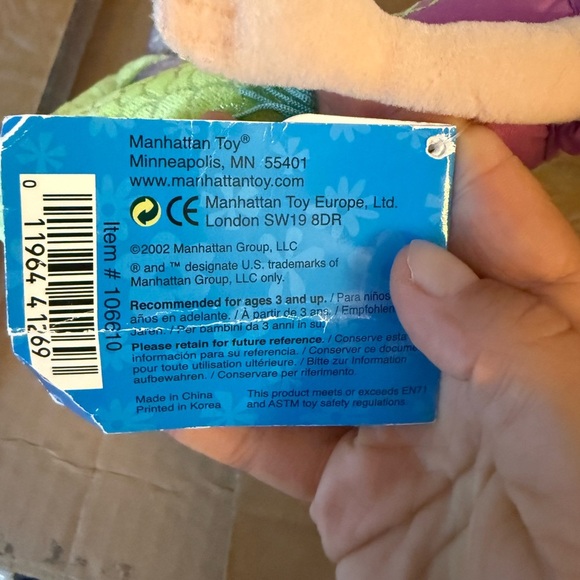 Manhattan Toy®
Minneapolis, MN 55401
www.manhattantoy.com
CE Manhattan Toy Europe, Ltd.
London SW19 8DR
©2002 Manhattan Group, LLC
® and ™ designate U.S. trademarks of
Manhattan Group, LLC only.
Recommended for ages 3 and up. / Para niños
años en adelante. / À partir de 3 ans. / Empfohlen
Jaren. / Per bambini da 3 anni in su
Please retain for future reference. / Conserve esta
información para su referencia. / Conserver ce
pour toute utilisation ultérieure. / Bitte zur Information
aufbewahren. / Conservare per riferimento
Made in China
Printed in Korea
This product meets or exceeds EN71
and ASTM toy safety regulations.
Item # 106810
0 11964 41269